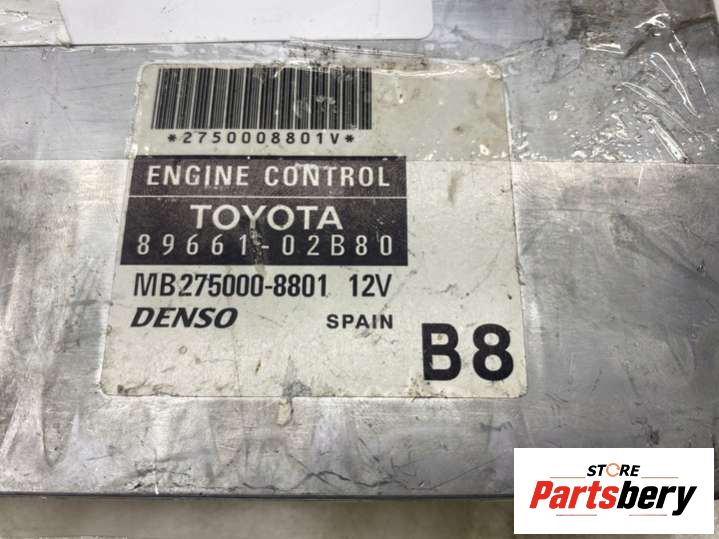 *2750008801V*
ENGINE CONTROL
TOYOTA
89661-02B80
MB275000-8801 12V
DENSO SPAIN B8
STORE
Partsbery